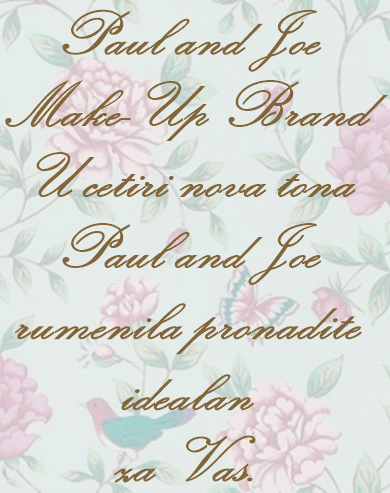 Paul and Joe
Make-Up Brand
U cetiri nova tona
Paul and Joe
rumenila pronadite
idealan
za Vas.